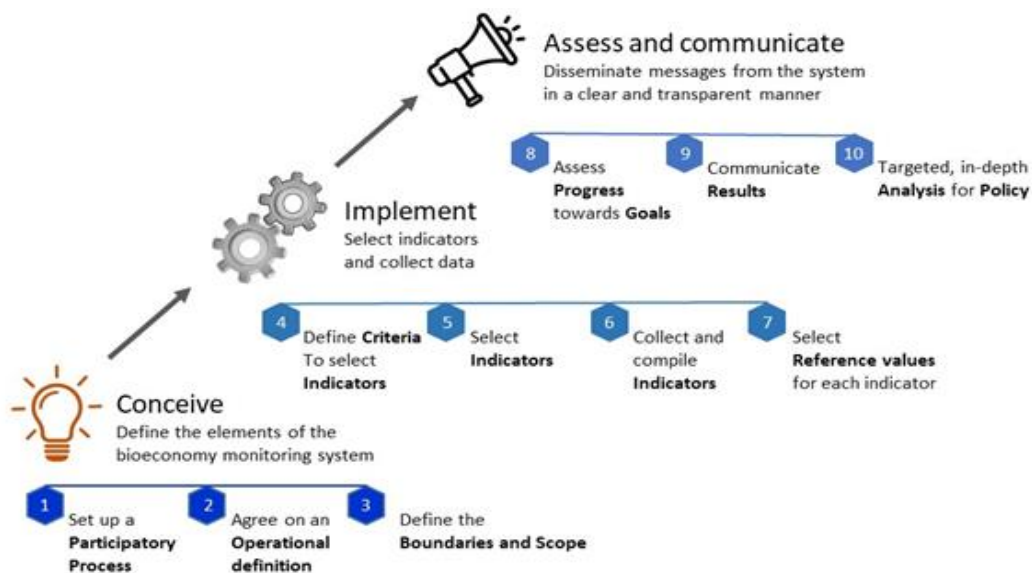 Assess and communicate
Disseminate messages from the system
in a clear and transparent manner
8
Assess
Progress
towards Goals
9
Communicate
Results
10
Targeted, in-depth
Analysis for Policy
Implement
Select indicators
and collect data
4
Define Criteria
To select
Indicators
5
Select
Indicators
6
Collect and
compile
Indicators
7
Select
Reference values
for each indicator
Conceive
Define the elements of the
bioeconomy monitoring system
1
Set up a
Participatory
Process
2
Agree on an
Operational
definition
3
Define the
Boundaries and Scope